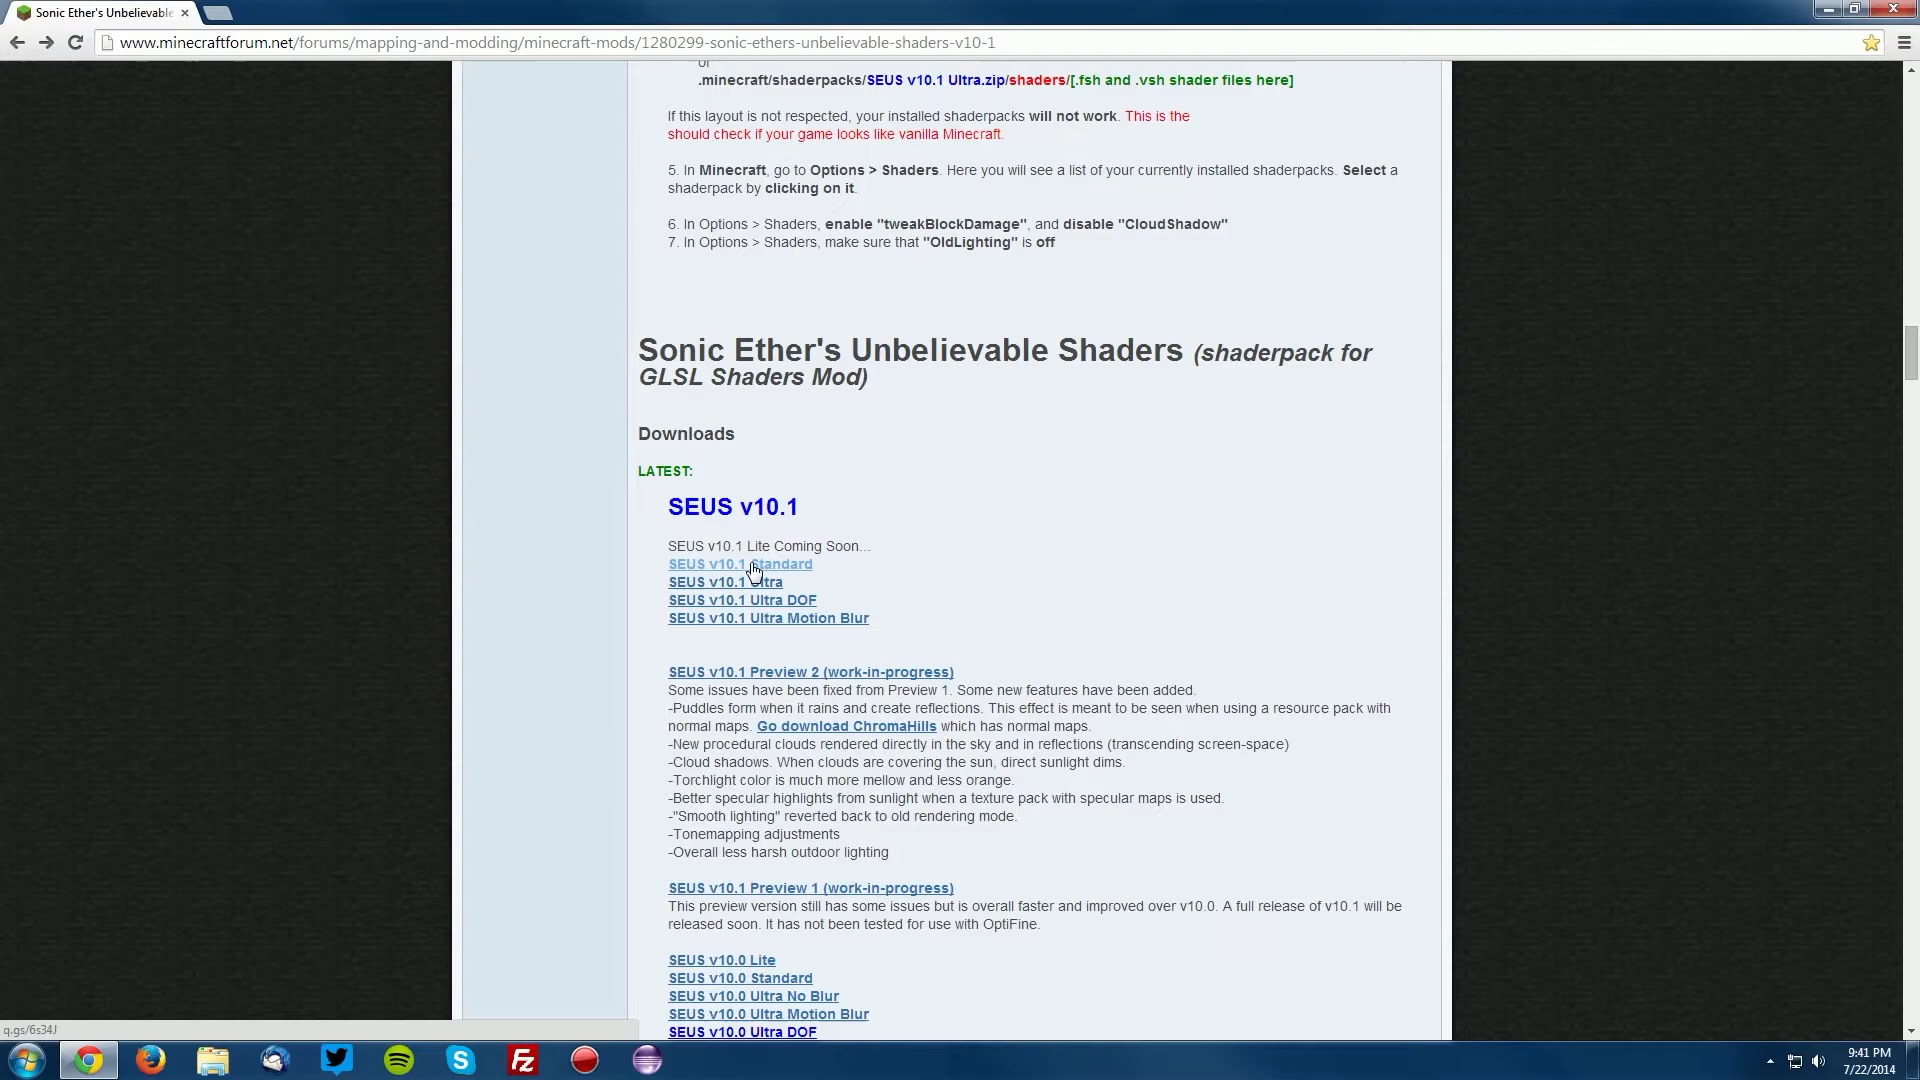 Sonic Ether's Unbelievable
www.minecraftforum.net/forums/mapping-and-modding/minecraft-mods/1280299-sonic-ethers-unbelievable-shaders-v10-1
or
.minecraft/shaderpacks/SEUS v10.1 Ultra.zip/shaders/[.fsh and .vsh shader files here]
If this layout is not respected, your installed shaderpacks will not work. This is the
should check if your game looks like vanilla Minecraft.
5. In Minecraft, go to Options > Shaders. Here you will see a list of your currently installed shaderpacks. Select a
shaderpack by clicking on it.
6. In Options > Shaders, enable "tweakBlockDamage", and disable "CloudShadow"
7. In Options > Shaders, make sure that "OldLighting" is off
Sonic Ether's Unbelievable Shaders (shaderpack for
GLSL Shaders Mod)
Downloads
LATEST:
SEUS v10.1
SEUS v10.1 Lite Coming Soon...
SEUS v10.1 Standard
SEUS v10.1 Ultra
SEUS v10.1 Ultra DOF
SEUS v10.1 Ultra Motion Blur
SEUS v10.1 Preview 2 (work-in-progress)
Some issues have been fixed from Preview 1. Some new features have been added.
-Puddles form when it rains and create reflections. This effect is meant to be seen when using a resource pack with
normal maps. Go download ChromaHills which has normal maps.
-New procedural clouds rendered directly in the sky and in reflections (transcending screen-space)
-Cloud shadows. When clouds are covering the sun, direct sunlight dims.
-Torchlight color is much more mellow and less orange.
-Better specular highlights from sunlight when a texture pack with specular maps is used.
-"Smooth lighting" reverted back to old rendering mode.
-Tonemapping adjustments
-Overall less harsh outdoor lighting
SEUS v10.1 Preview 1 (work-in-progress)
This preview version still has some issues but is overall faster and improved over v10.0. A full release of v10.1 will be
released soon. It has not been tested for use with OptiFine.
SEUS v10.0 Lite
SEUS v10.0 Standard
SEUS v10.0 Ultra No Blur
SEUS v10.0 Ultra Motion Blur
SEUS v10.0 Ultra DOF
q.gs/6s34J
9:41 PM
7/22/2014